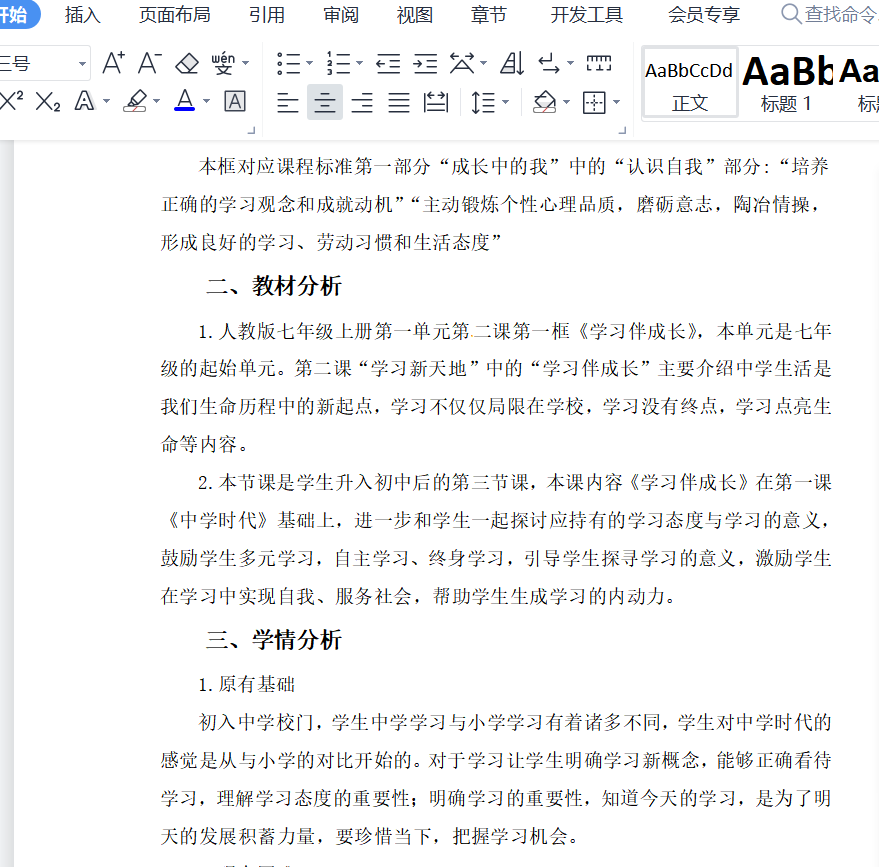 开始 插入 页面布局 引用 审阅 视图 章节 开发工具 会员专享 查找命令
三号 A+ A- wén 变 AaBbCcDd AaBb Aa
X² X₂ A A A 正文 标题 1 标
本框对应课程标准第一部分“成长中的我”中的“认识自我”部分：“培养
正确的学习观念和成就动机”“主动锻炼个性心理品质，磨砺意志，陶冶情操，
形成良好的学习、劳动习惯和生活态度”
二、教材分析
1.人教版七年级上册第一单元第二课第一框《学习伴成长》，本单元是七年
级的起始单元。第二课“学习新天地”中的“学习伴成长”主要介绍中学生活是
我们生命历程中的新起点，学习不仅仅局限在学校，学习没有终点，学习点亮生
命等内容。
2.本节课是学生升入初中后的第三节课，本课内容《学习伴成长》在第一课
《中学时代》基础上，进一步和学生一起探讨应持有的学习态度与学习的意义，
鼓励学生多元学习，自主学习、终身学习，引导学生探寻学习的意义，激励学生
在学习中实现自我、服务社会，帮助学生生成学习的内动力。
三、学情分析
1.原有基础
初入中学校门，学生中学学习与小学学习有着诸多不同，学生对中学时代的
感觉是从与小学的对比开始的。对于学习让学生明确学习新概念，能够正确看待
学习，理解学习态度的重要性；明确学习的重要性，知道今天的学习，是为了明
天的发展积蓄力量，要珍惜当下，把握学习机会。